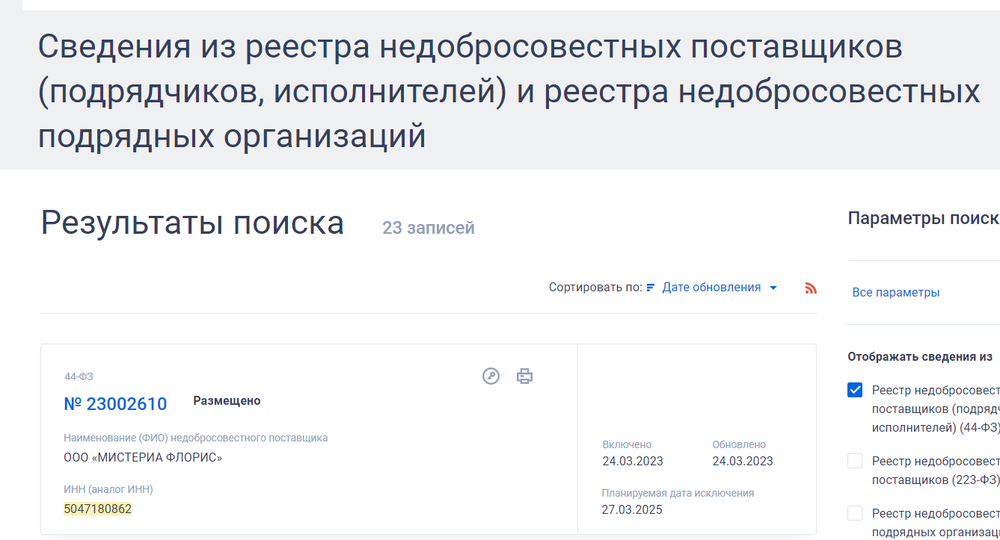 Сведения из реестра недобросовестных поставщиков
(подрядчиков, исполнителей) и реестра недобросовестных
подрядных организаций
Результаты поиска 23 записей
Параметры поиск
Сортировать по: Дате обновления
Все параметры
44-ФЗ
№ 23002610 Размещено
Наименование (ФИО) недобросовестного поставщика
ООО «МИСТЕРИА ФЛОРИС»
ИНН (аналог ИНН)
5047180862
Включено Обновлено
24.03.2023 24.03.2023
Планируемая дата исключения
27.03.2025
Отображать сведения из
Реестр недобросовест
поставщиков (подрядч
исполнителей) (44-ФЗ)
Реестр недобросовест
поставщиков (223-ФЗ)
Реестр недобросовест
подрядных организац